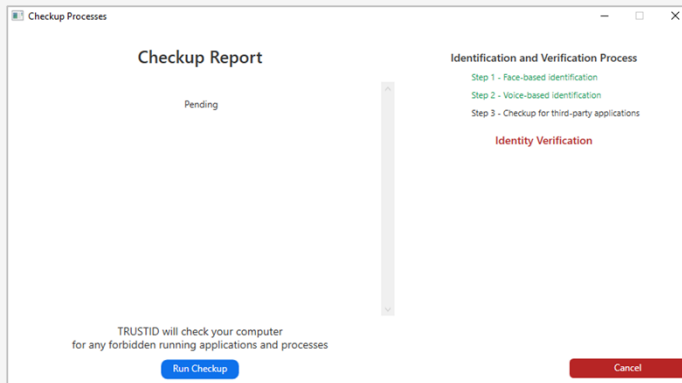 Checkup Processes
Checkup Report
Pending
TRUSTID will check your computer
for any forbidden running applications and processes
Run Checkup
Identification and Verification Process
Step 1 - Face-based identification
Step 2 - Voice-based identification
Step 3 - Checkup for third-party applications
Identity Verification
Cancel